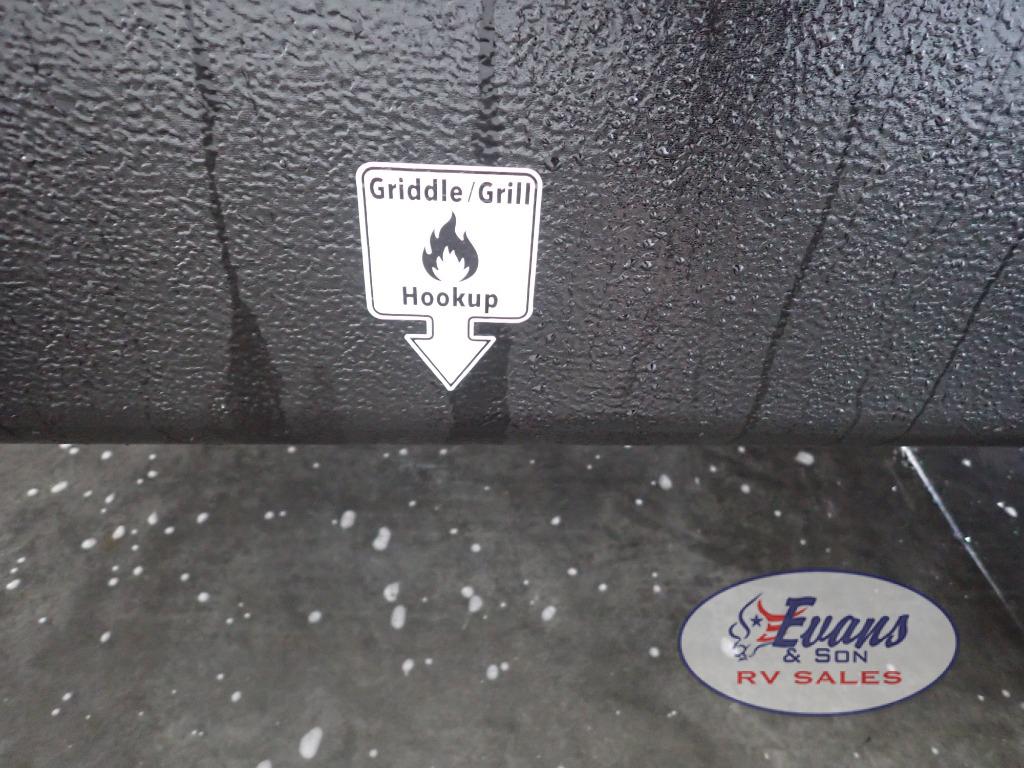 Griddle/Grill
Hookup
Evans
& Son
RV SALES